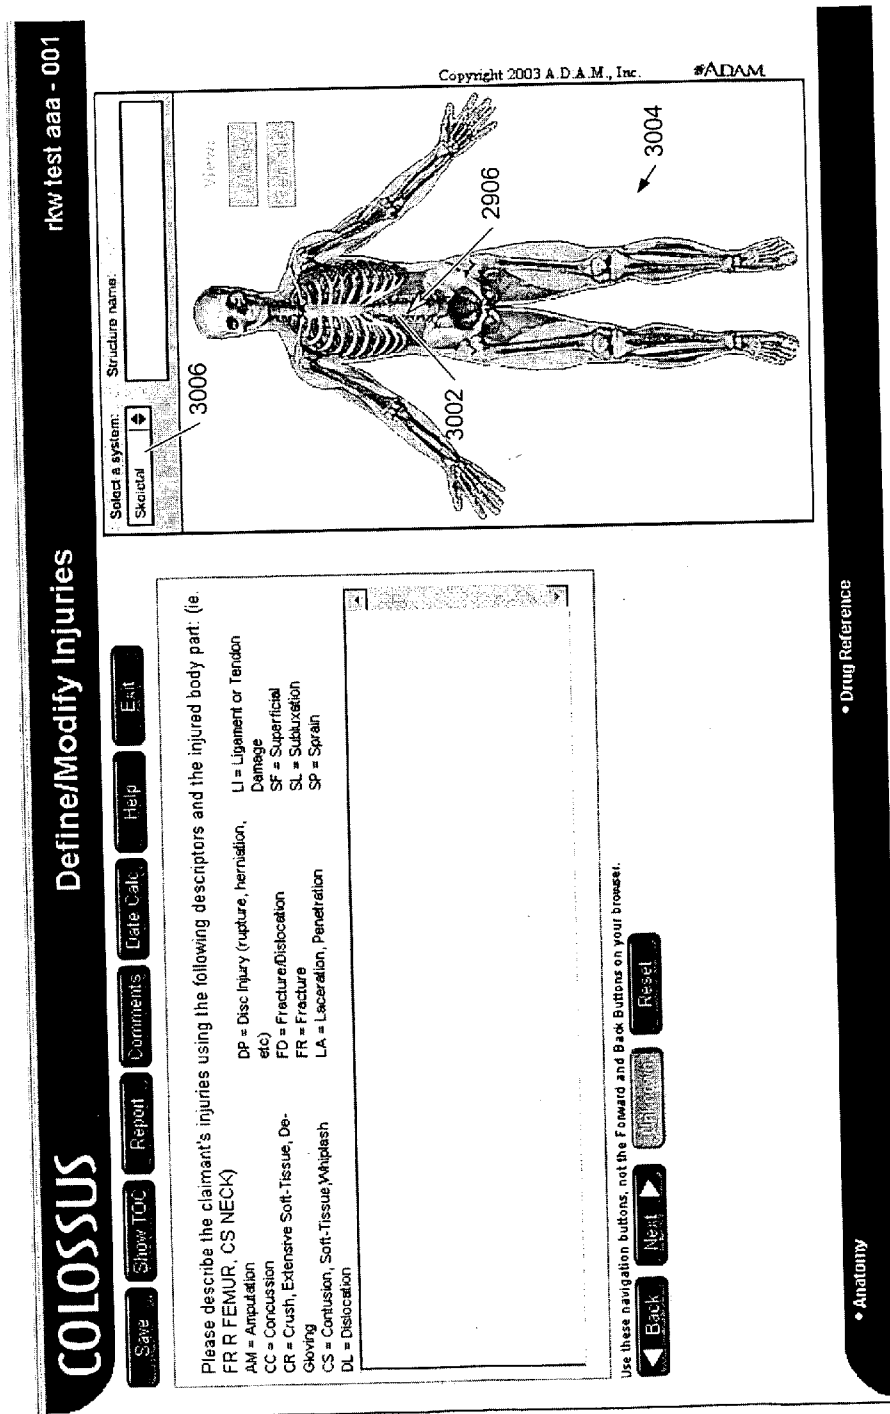 COLOSSUS
Define/Modify Injuries
rkw test aaa - 001
Save
Show TOC
Report
Comments
Date Calc
Help
Exit
Please describe the claimant's injuries using the following descriptors and the injured body part: (ie.
FR R FEMUR, CS NECK)
AM = Amputation
CC = Concussion
CR = Crush, Extensive Soft-Tissue, De-
Gloving
CS = Contusion, Soft-Tissue,Whiplash
DL = Dislocation
DP = Disc Injury (rupture, herniation,
etc)
FD = Fracture/Dislocation
FR = Fracture
LA = Laceration, Penetration
LI = Ligament or Tendon
Damage
SF = Superficial
SL = Subluxation
SP = Sprain
Use these navigation buttons, not the Forward and Back Buttons on your browser.
Back
Next
Unknown
Reset
Select a system:
Structure name:
Skeletal
3006
Views:
3002
2906
3004
Copyright 2003 A.D.A.M., Inc.
ADAM
• Anatomy
• Drug Reference